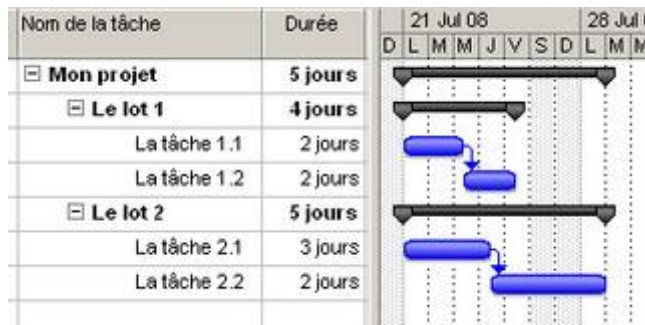 Nom de la tâche Durée 21 Jul 08 28 Jul
D L M M J V S D L M M
Mon projet 5 jours
Le lot 1 4 jours
La tâche 1.1 2 jours
La tâche 1.2 2 jours
Le lot 2 5 jours
La tâche 2.1 3 jours
La tâche 2.2 2 jours